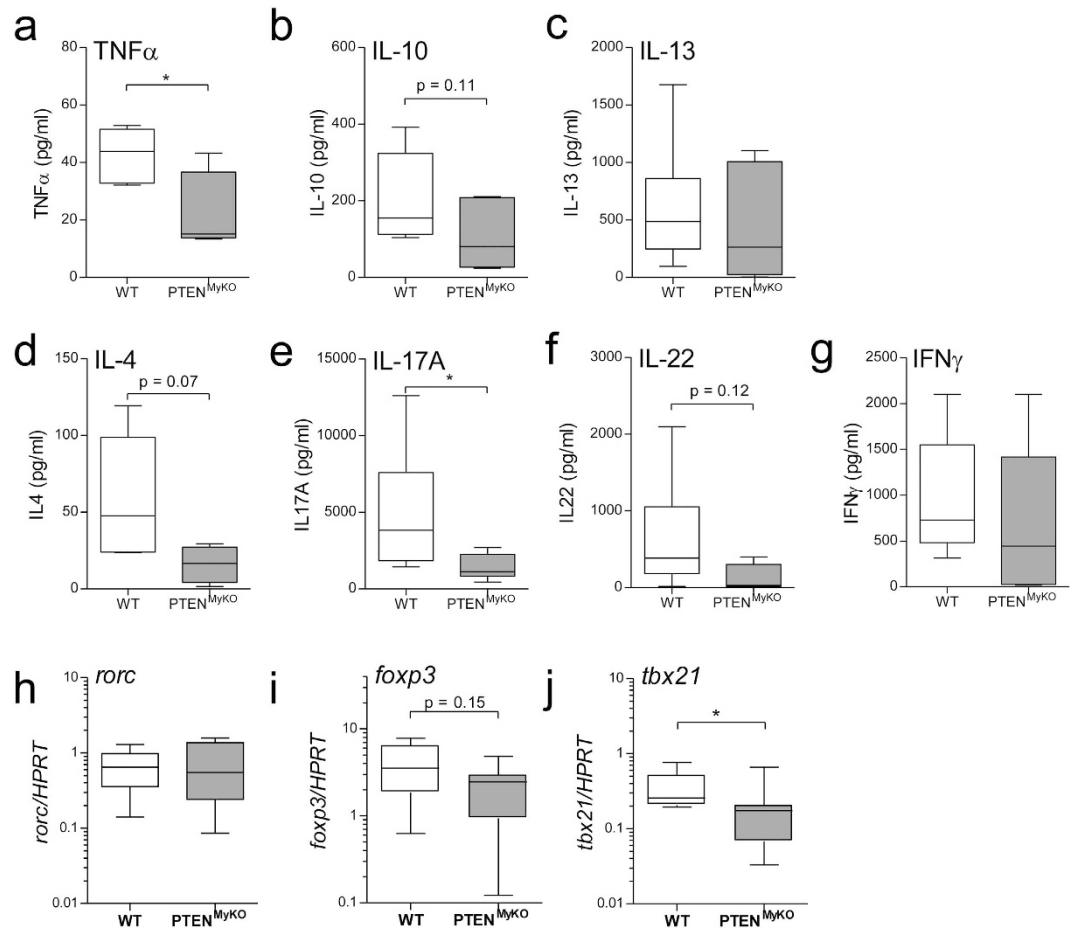 a
TNFα
80
60
40
20
0
TNFα (pg/ml)
*
WT
PTEN^MyKO
b
IL-10
600
400
200
0
IL-10 (pg/ml)
p = 0.11
WT
PTEN^MyKO
c
IL-13
2000
1500
1000
500
0
IL-13 (pg/ml)
WT
PTEN^MyKO
d
IL-4
150
100
50
0
IL4 (pg/ml)
p = 0.07
WT
PTEN^MyKO
e
IL-17A
15000
10000
5000
0
IL17A (pg/ml)
*
WT
PTEN^MyKO
f
IL-22
3000
2000
1000
0
IL22 (pg/ml)
p = 0.12
WT
PTEN^MyKO
g
IFNγ
2500
2000
1500
1000
500
0
IFNγ (pg/ml)
WT
PTEN^MyKO
h
rorc
10
1
0.1
0.01
rorc/HPRT
WT
PTEN^MyKO
i
foxp3
10
1
0.1
foxp3/HPRT
p = 0.15
WT
PTEN^MyKO
j
tbx21
10
1
0.1
0.01
tbx21/HPRT
*
WT
PTEN^MyKO